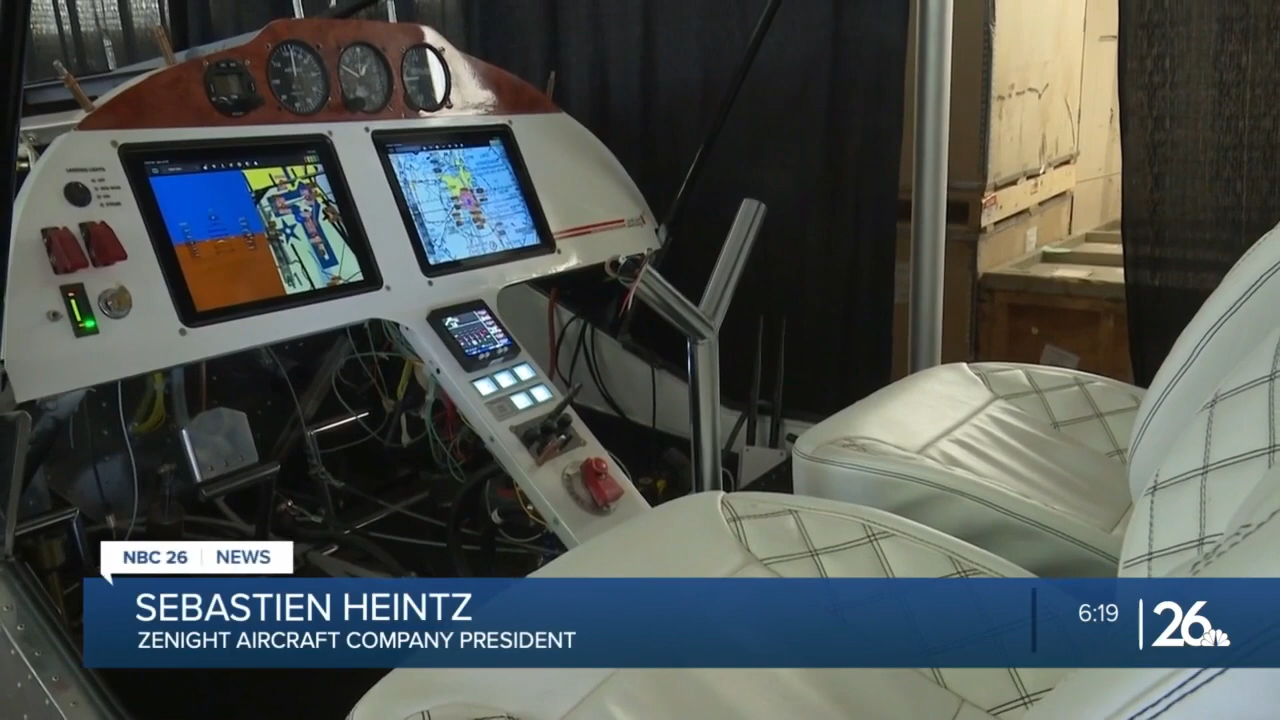 NBC 26 | NEWS
SEBASTIEN HEINTZ
ZENIGHT AIRCRAFT COMPANY PRESIDENT
6:19
26